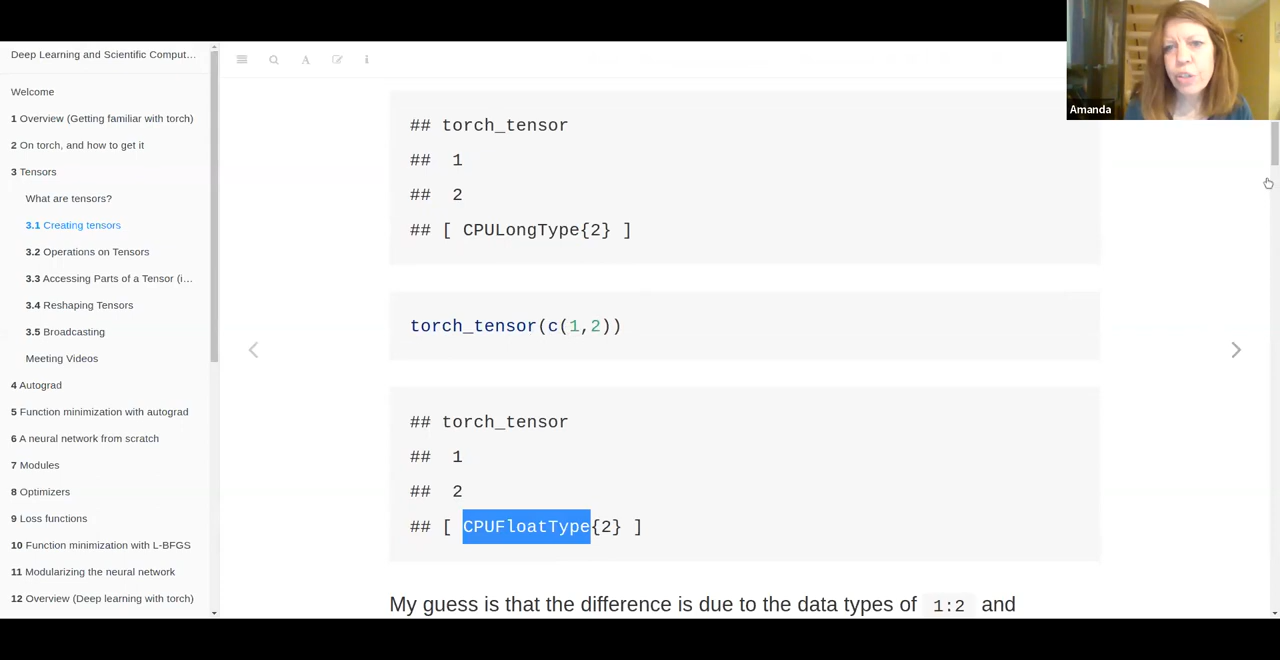 Deep Learning and Scientific Comput…
Welcome
1 Overview (Getting familiar with torch)
2 On torch, and how to get it
3 Tensors
What are tensors?
3.1 Creating tensors
3.2 Operations on Tensors
3.3 Accessing Parts of a Tensor (i…
3.4 Reshaping Tensors
3.5 Broadcasting
Meeting Videos
4 Autograd
5 Function minimization with autograd
6 A neural network from scratch
7 Modules
8 Optimizers
9 Loss functions
10 Function minimization with L-BFGS
11 Modularizing the neural network
12 Overview (Deep learning with torch)
A
i
## torch_tensor
## 1
## 2
## [ CPULongType{2} ]
torch_tensor(c(1,2))
## torch_tensor
## 1
## 2
## [ CPUFloatType{2} ]
My guess is that the difference is due to the data types of 1:2 and
Amanda